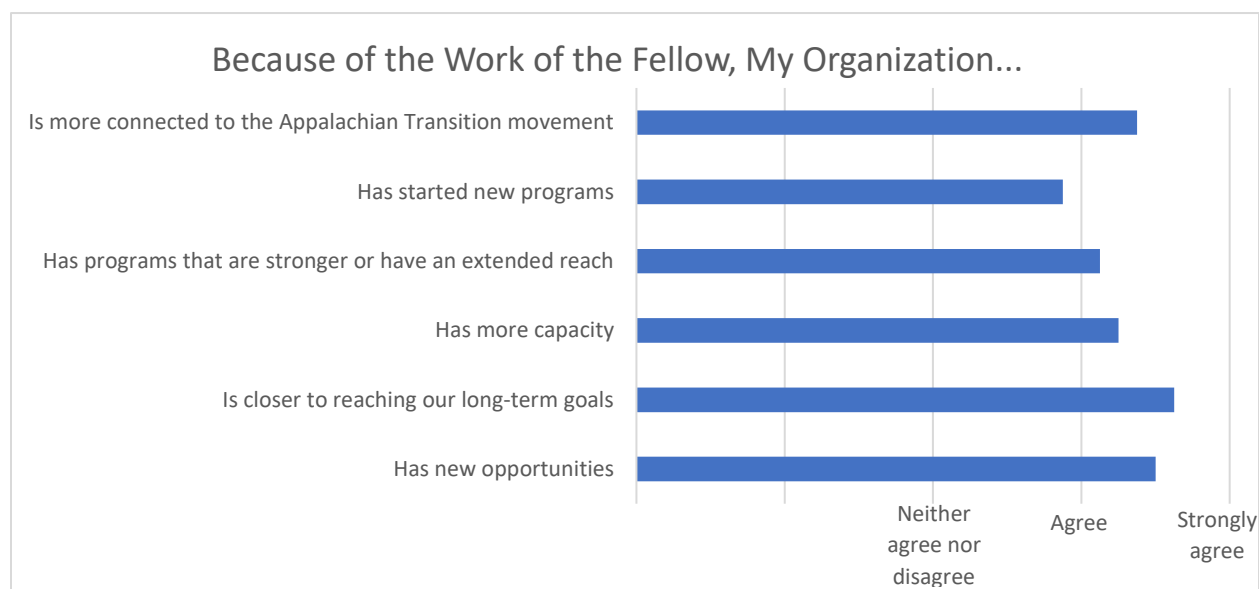 Because of the Work of the Fellow, My Organization...
Is more connected to the Appalachian Transition movement
Has started new programs
Has programs that are stronger or have an extended reach
Has more capacity
Is closer to reaching our long-term goals
Has new opportunities
Neither
agree nor
disagree
Agree
Strongly
agree